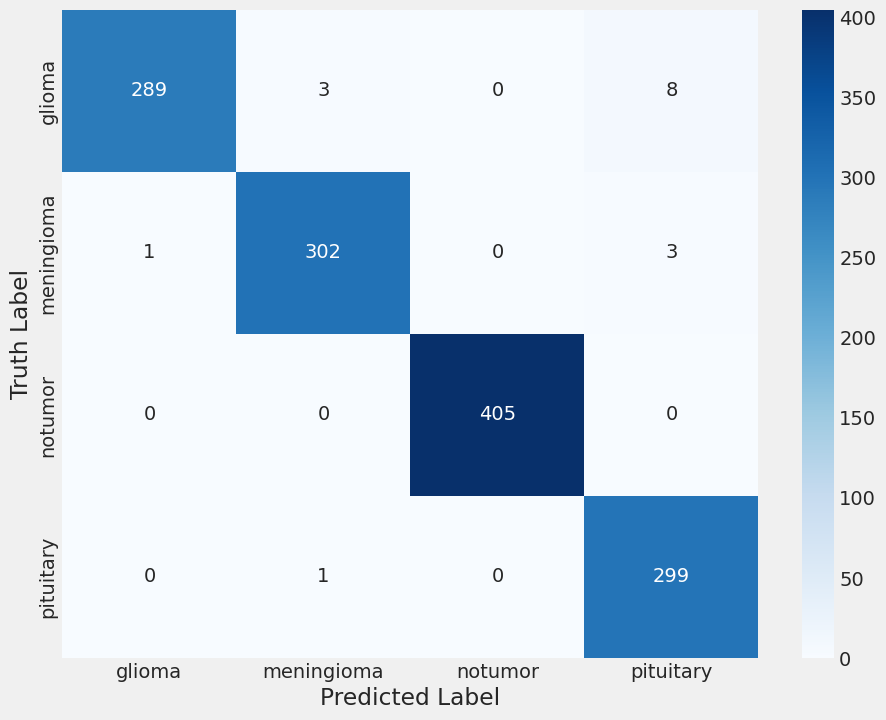 glioma 289 3 0 8
meningioma 1 302 0 3
notumor 0 0 405 0
pituitary 0 1 0 299
glioma meningioma notumor pituitary
Predicted Label
Truth Label
400
350
300
250
200
150
100
50
0